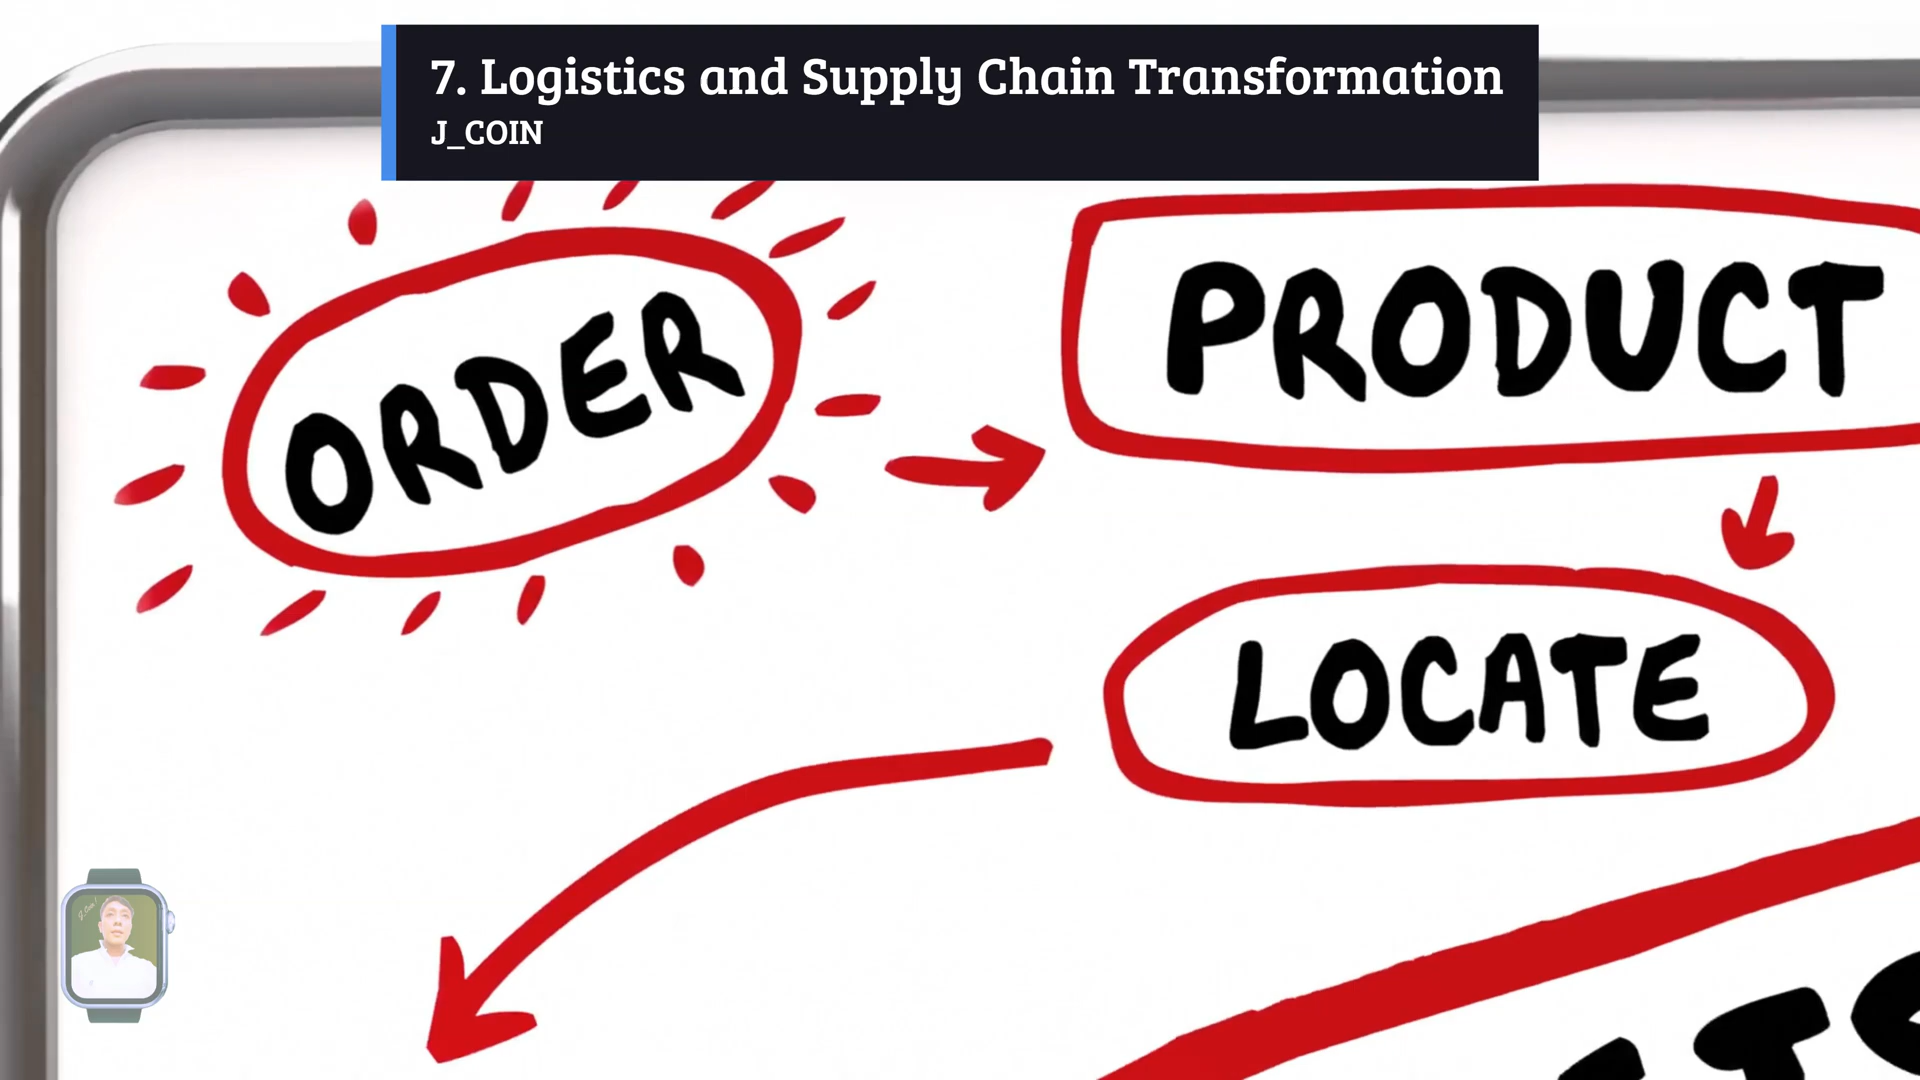 7. Logistics and Supply Chain Transformation
J_COIN
ORDER
PRODUCT
LOCATE